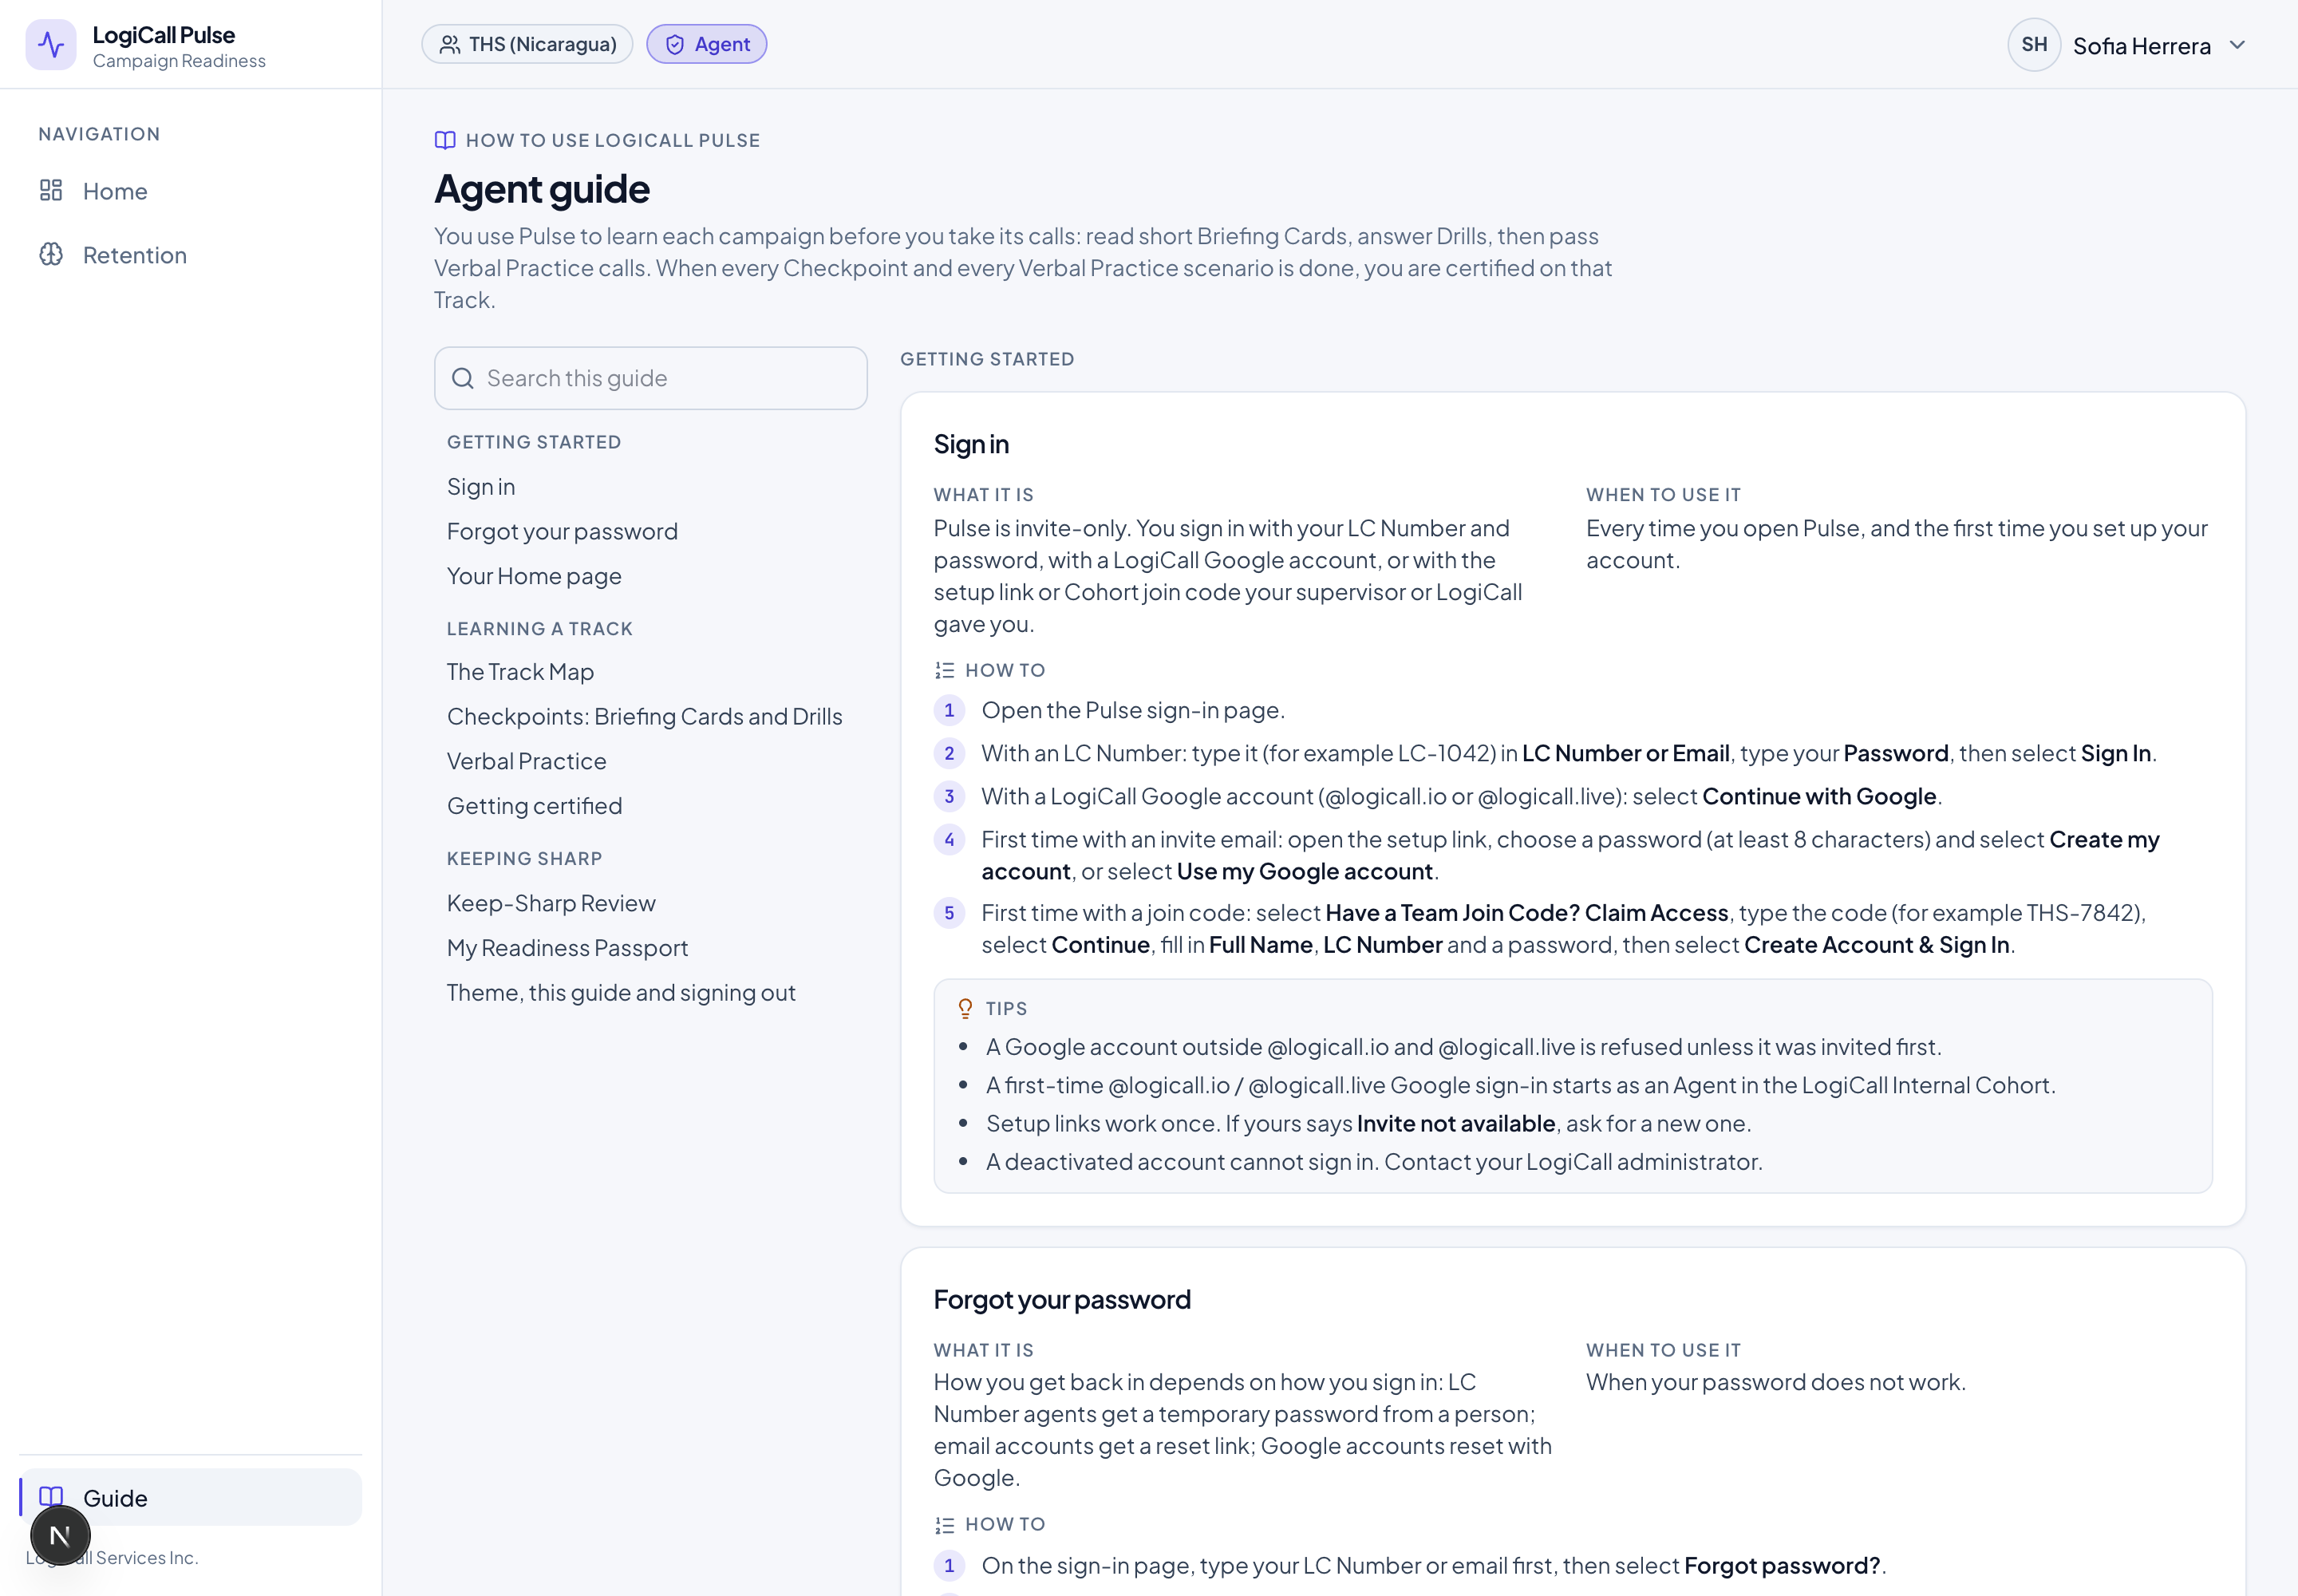 LogiCall Pulse
Campaign Readiness
THS (Nicaragua)
Agent
SH
Sofia Herrera
NAVIGATION
Home
Retention
HOW TO USE LOGICALL PULSE
Agent guide
You use Pulse to learn each campaign before you take its calls: read short Briefing Cards, answer Drills, then pass
Verbal Practice calls. When every Checkpoint and every Verbal Practice scenario is done, you are certified on that
Track.
Search this guide
GETTING STARTED
Sign in
Forgot your password
Your Home page
LEARNING A TRACK
The Track Map
Checkpoints: Briefing Cards and Drills
Verbal Practice
Getting certified
KEEPING SHARP
Keep-Sharp Review
My Readiness Passport
Theme, this guide and signing out
GETTING STARTED
Sign in
WHAT IT IS
Pulse is invite-only. You sign in with your LC Number and
password, with a LogiCall Google account, or with the
setup link or Cohort join code your supervisor or LogiCall
gave you.
WHEN TO USE IT
Every time you open Pulse, and the first time you set up your
account.
HOW TO
1 Open the Pulse sign-in page.
2 With an LC Number: type it (for example LC-1042) in LC Number or Email, type your Password, then select Sign In.
3 With a LogiCall Google account (@logicall.io or @logicall.live): select Continue with Google.
4 First time with an invite email: open the setup link, choose a password (at least 8 characters) and select Create my
account, or select Use my Google account.
5 First time with a join code: select Have a Team Join Code? Claim Access, type the code (for example THS-7842),
select Continue, fill in Full Name, LC Number and a password, then select Create Account & Sign In.
TIPS
• A Google account outside @logicall.io and @logicall.live is refused unless it was invited first.
• A first-time @logicall.io / @logicall.live Google sign-in starts as an Agent in the LogiCall Internal Cohort.
• Setup links work once. If yours says Invite not available, ask for a new one.
• A deactivated account cannot sign in. Contact your LogiCall administrator.
Forgot your password
WHAT IT IS
How you get back in depends on how you sign in: LC
Number agents get a temporary password from a person;
email accounts get a reset link; Google accounts reset with
Google.
WHEN TO USE IT
When your password does not work.
HOW TO
1 On the sign-in page, type your LC Number or email first, then select Forgot password?.
Guide
N
Services Inc.